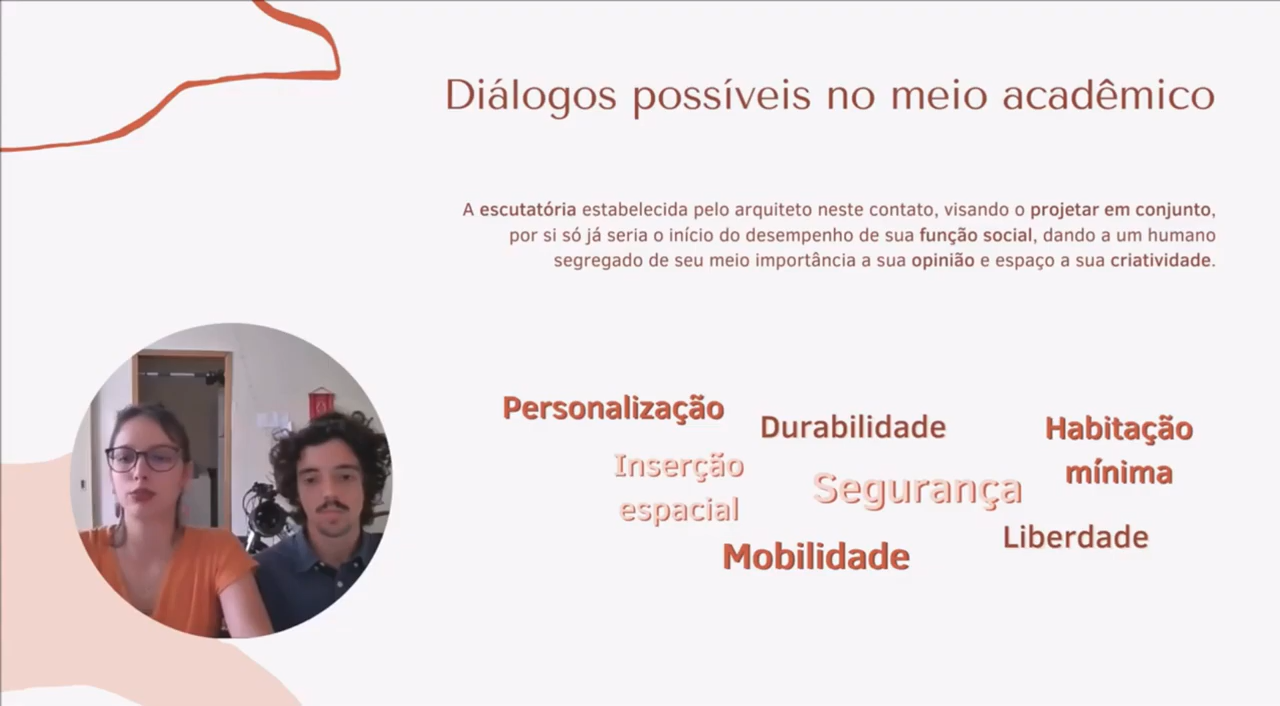 Diálogos possíveis no meio acadêmico
A escutatória estabelecida pelo arquiteto neste contato, visando o projetar em conjunto,
por si só já seria o início do desempenho de sua função social, dando a um humano
segregado de seu meio importância a sua opinião e espaço a sua criatividade.
Personalização
Durabilidade
Habitação
mínima
Inserção
espacial
Segurança
Liberdade
Mobilidade